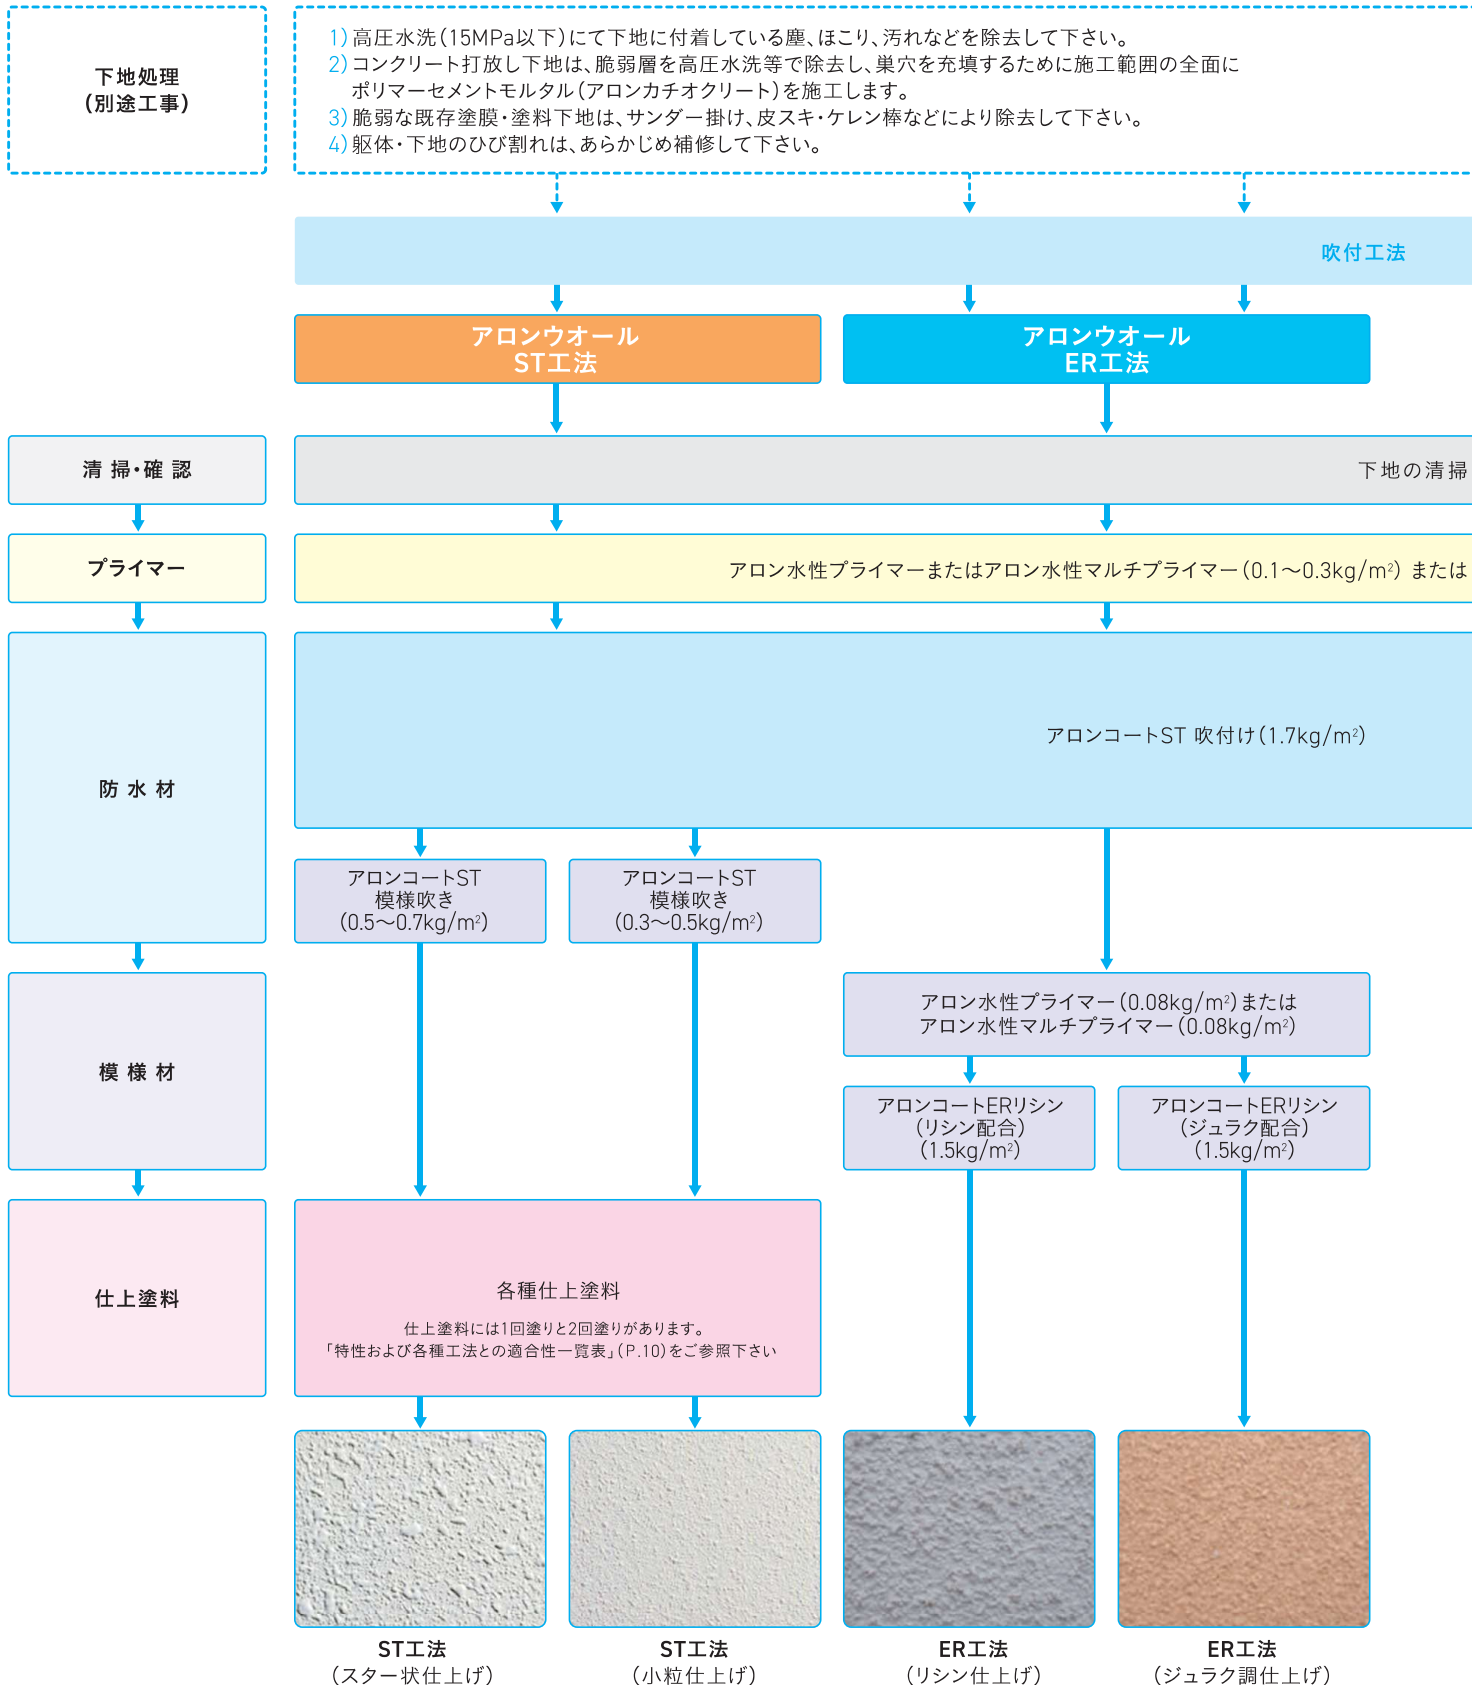 下地処理
(別途工事)
1)高圧水洗(15MPa以下)にて下地に付着している塵、ほこり、汚れなどを除去して下さい。
2)コンクリート打放し下地は、脆弱層を高圧水洗等で除去し、巣穴を充填するために施工範囲の全面に
ポリマーセメントモルタル(アロンカチオクリート)を施工します。
3)脆弱な既存塗膜・塗料下地は、サンダー掛け、皮スキ・ケレン棒などにより除去して下さい。
4)躯体・下地のひび割れは、あらかじめ補修して下さい。
吹付工法
アロンウオール
ST工法
アロンウオール
ER工法
清掃・確認
下地の清掃
プライマー
アロン水性プライマーまたはアロン水性マルチプライマー(0.1〜0.3kg/m²) または
防水材
アロンコートST 吹付け(1.7kg/m²)
アロンコートST
模様吹き
(0.5〜0.7kg/m²)
アロンコートST
模様吹き
(0.3〜0.5kg/m²)
模様材
アロン水性プライマー(0.08kg/m²)または
アロン水性マルチプライマー(0.08kg/m²)
アロンコートERリシン
(リシン配合)
(1.5kg/m²)
アロンコートERリシン
(ジュラク配合)
(1.5kg/m²)
仕上塗料
各種仕上塗料
仕上塗料には1回塗りと2回塗りがあります。
「特性および各種工法との適合性一覧表」(P.10)をご参照下さい
ST工法
(スター状仕上げ)
ST工法
(小粒仕上げ)
ER工法
(リシン仕上げ)
ER工法
(ジュラク調仕上げ)